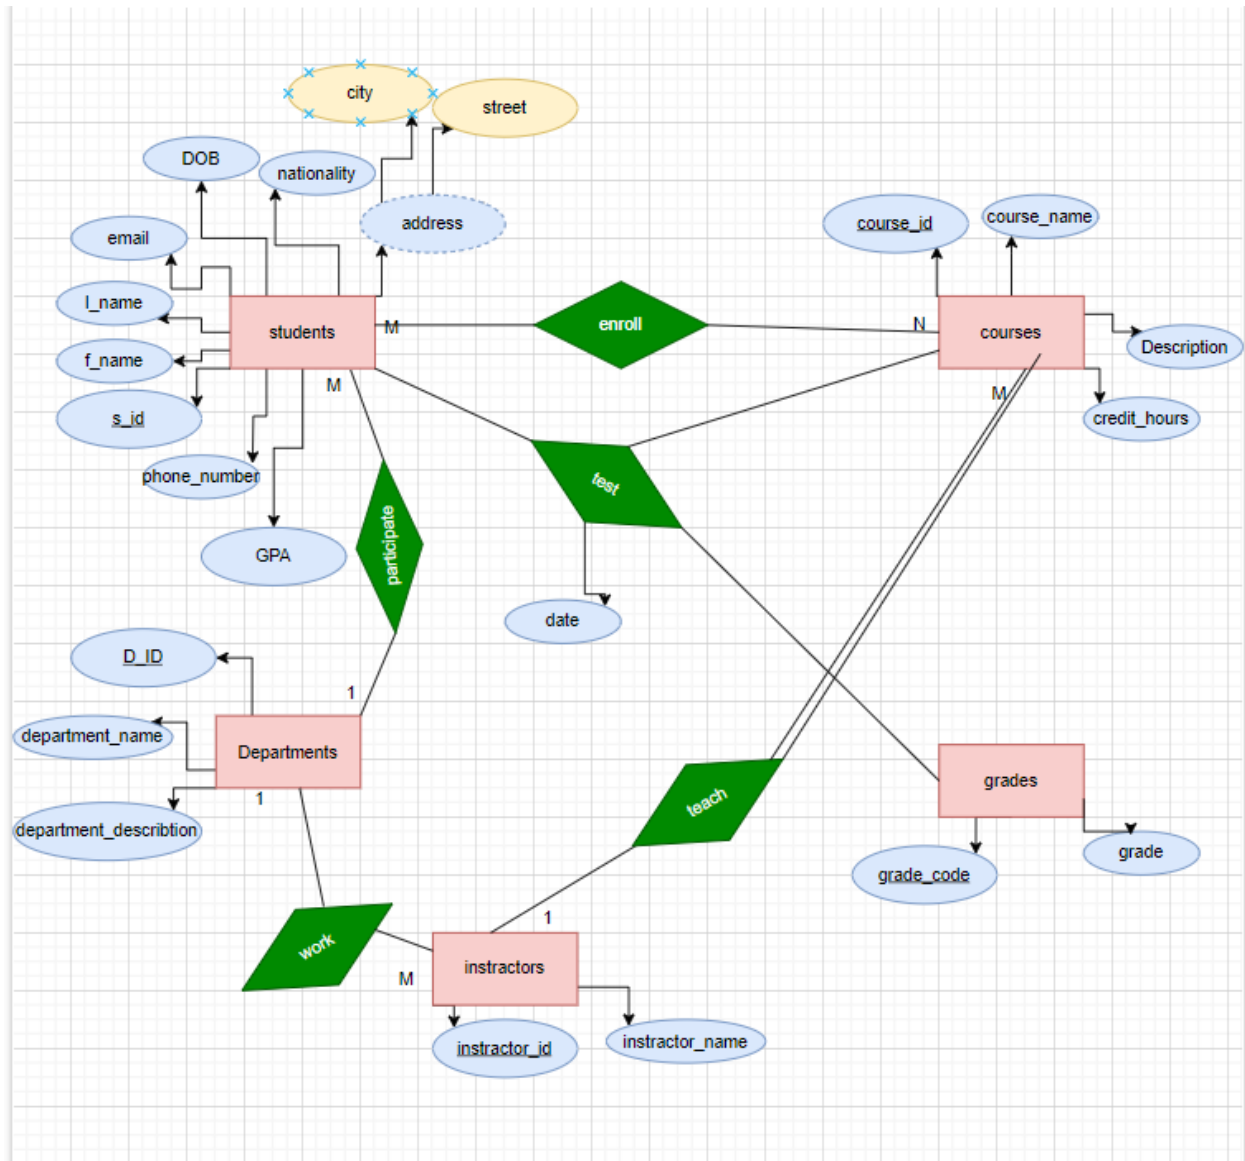 city
street
DOB
nationality
address
email
l_name
f_name
s_id
phone_number
GPA
students
M
enroll
N
course_id
course_name
courses
Description
credit_hours
M
M
participate
test
date
D_ID
1
department_name
Departments
department_describtion
1
teach
grades
grade_code
grade
work
1
M
instractors
instractor_id
instractor_name